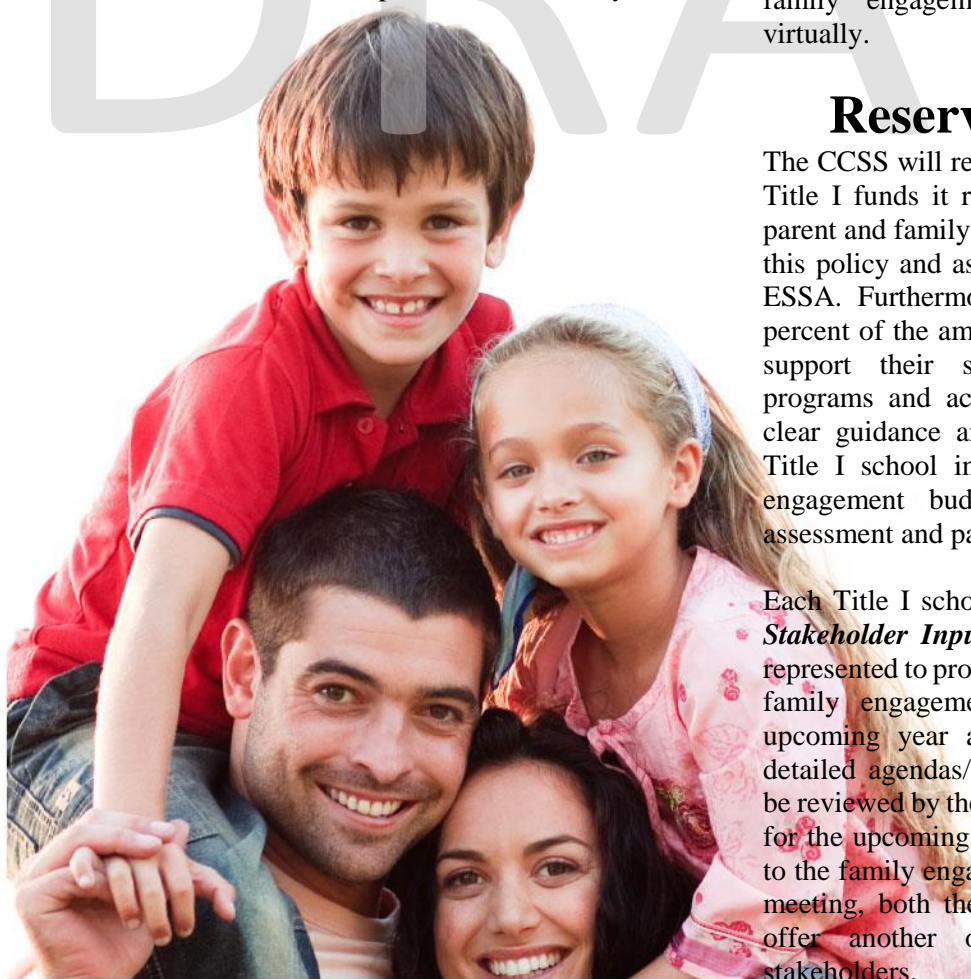 DRA
family engagem
virtually.
Reserv
The CCSS will re
Title I funds it r
parent and family
this policy and as
ESSA. Furthermo
percent of the am
support their s
programs and ac
clear guidance a
Title I school in
engagement bud
assessment and pa
Each Title I scho
Stakeholder Inpu
represented to pro
family engageme
upcoming year a
detailed agendas/
be reviewed by the
for the upcoming
to the family enga
meeting, both the
offer another o
stakeholders.